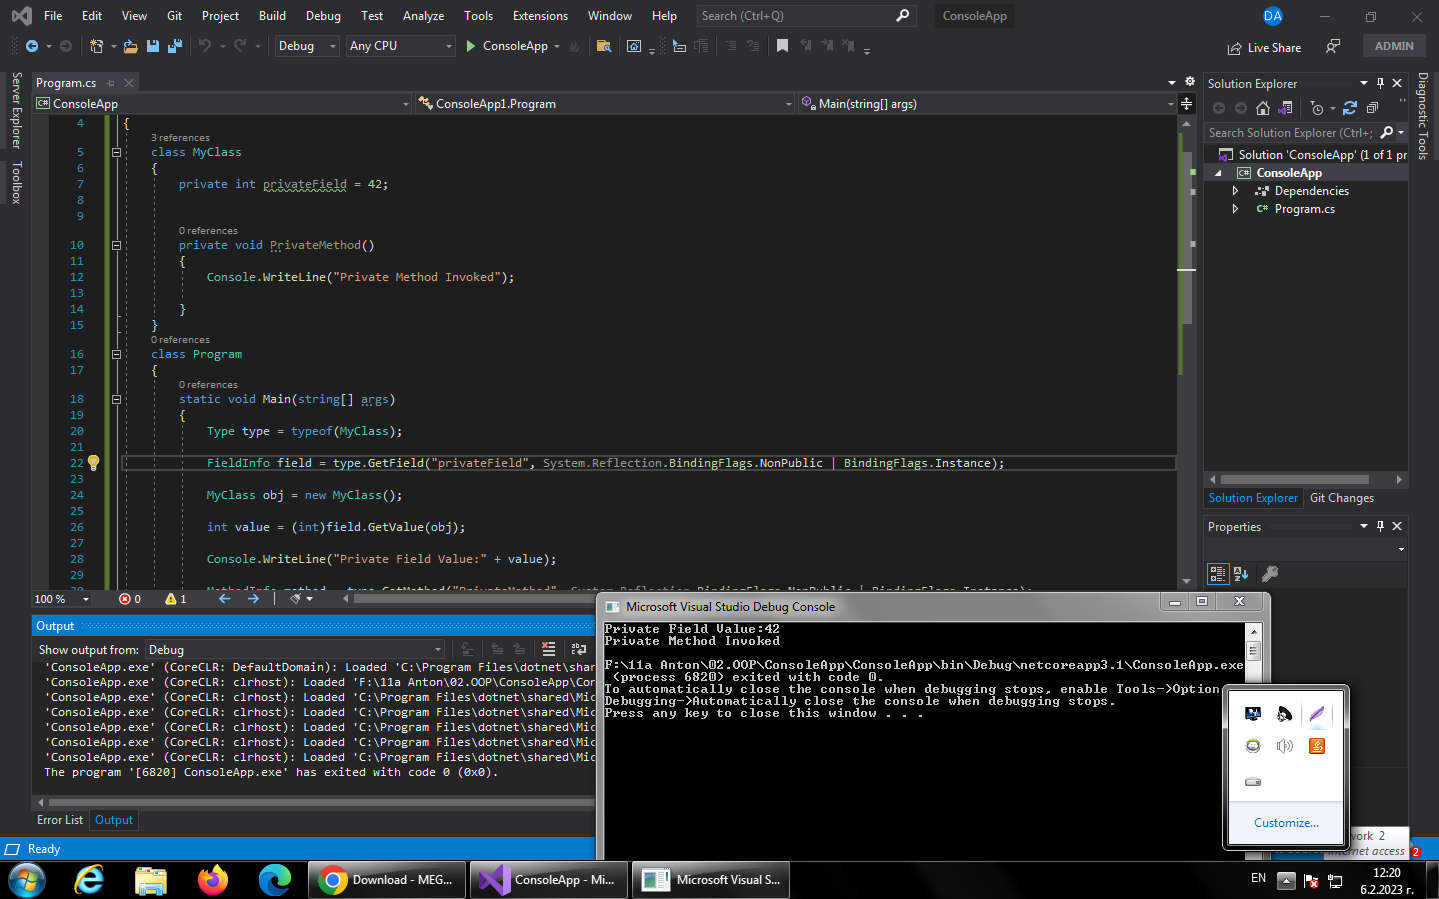 File Edit View Git Project Build Debug Test Analyze Tools Extensions Window Help Search (Ctrl+Q) ConsoleApp DA
Debug Any CPU ConsoleApp Live Share ADMIN
Server Explorer
Toolbox
Program.cs
ConsoleApp ConsoleApp1.Program Main(string[] args)
4 {
3 references
5 class MyClass
6 {
7 private int privateField = 42;
8
9
0 references
10 private void PrivateMethod()
11 {
12 Console.WriteLine("Private Method Invoked");
13
14 }
15 }
0 references
16 class Program
17 {
0 references
18 static void Main(string[] args)
19 {
20 Type type = typeof(MyClass);
21
22 FieldInfo field = type.GetField("privateField", System.Reflection.BindingFlags.NonPublic | BindingFlags.Instance);
23
24 MyClass obj = new MyClass();
25
26 int value = (int)field.GetValue(obj);
27
28 Console.WriteLine("Private Field Value:" + value);
29
100 % 0 1
Solution Explorer
Search Solution Explorer (Ctrl+;
Solution 'ConsoleApp' (1 of 1 pr
ConsoleApp
Dependencies
C# Program.cs
Solution Explorer Git Changes
Properties
Diagnostic Tools
Output
Show output from: Debug
'ConsoleApp.exe' (CoreCLR: DefaultDomain): Loaded 'C:\Program Files\dotnet\shar
'ConsoleApp.exe' (CoreCLR: clrhost): Loaded 'F:\11a Anton\02.OOP\ConsoleApp\Con
'ConsoleApp.exe' (CoreCLR: clrhost): Loaded 'C:\Program Files\dotnet\shared\Mic
'ConsoleApp.exe' (CoreCLR: clrhost): Loaded 'C:\Program Files\dotnet\shared\Mic
'ConsoleApp.exe' (CoreCLR: clrhost): Loaded 'C:\Program Files\dotnet\shared\Mic
'ConsoleApp.exe' (CoreCLR: clrhost): Loaded 'C:\Program Files\dotnet\shared\Mic
'ConsoleApp.exe' (CoreCLR: clrhost): Loaded 'C:\Program Files\dotnet\shared\Mic
The program '[6820] ConsoleApp.exe' has exited with code 0 (0x0).
Error List Output
Microsoft Visual Studio Debug Console
Private Field Value:42
Private Method Invoked
F:\11a Anton\02.OOP\ConsoleApp\ConsoleApp\bin\Debug\netcoreapp3.1\ConsoleApp.exe
(process 6820) exited with code 0.
To automatically close the console when debugging stops, enable Tools->Option
Debugging->Automatically close the console when debugging stops.
Press any key to close this window . . .
Customize...
work 2
internet access
2
Ready
Download - MEG... ConsoleApp - Mi... Microsoft Visual S... EN 12:20
6.2.2023 г.